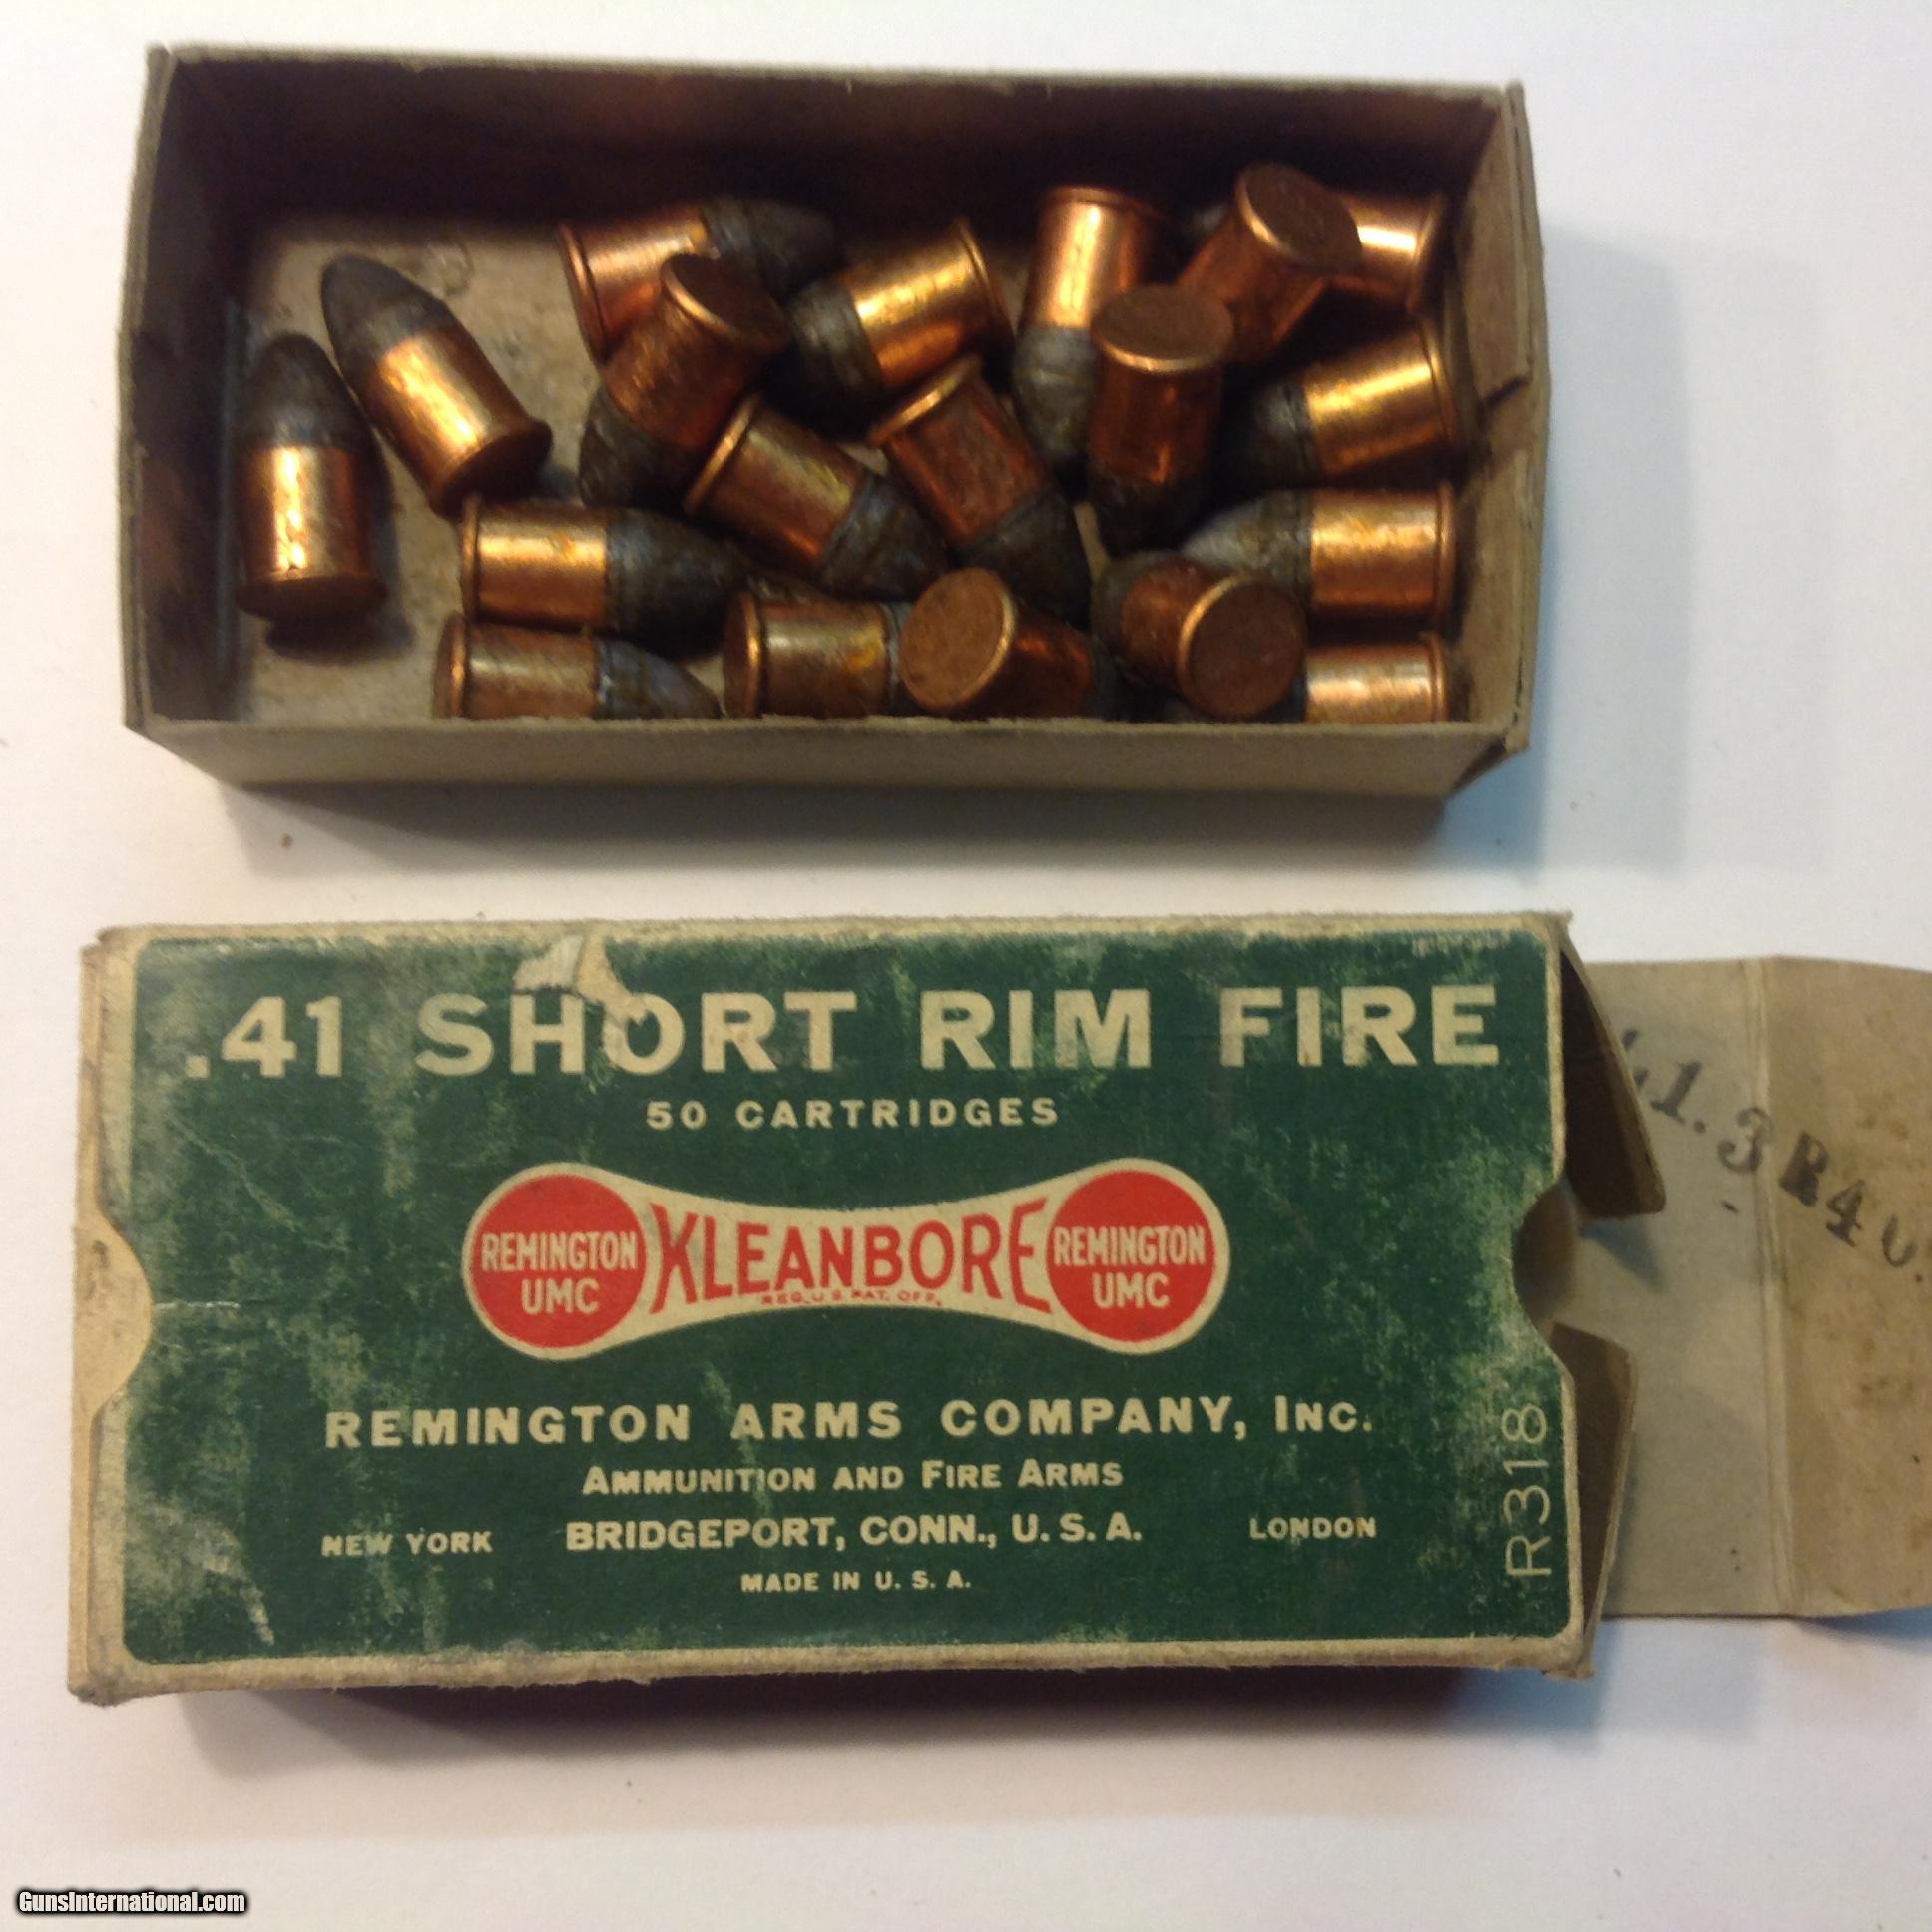 .41 SHORT RIM FIRE
50 CARTRIDGES
REMINGTON UMC KLEANBORE REMINGTON UMC
REG. U.S. PAT. OFF.
REMINGTON ARMS COMPANY, INC.
AMMUNITION AND FIRE ARMS
NEW YORK BRIDGEPORT, CONN., U. S. A. LONDON
MADE IN U. S. A.
R318
GunsInternational.com